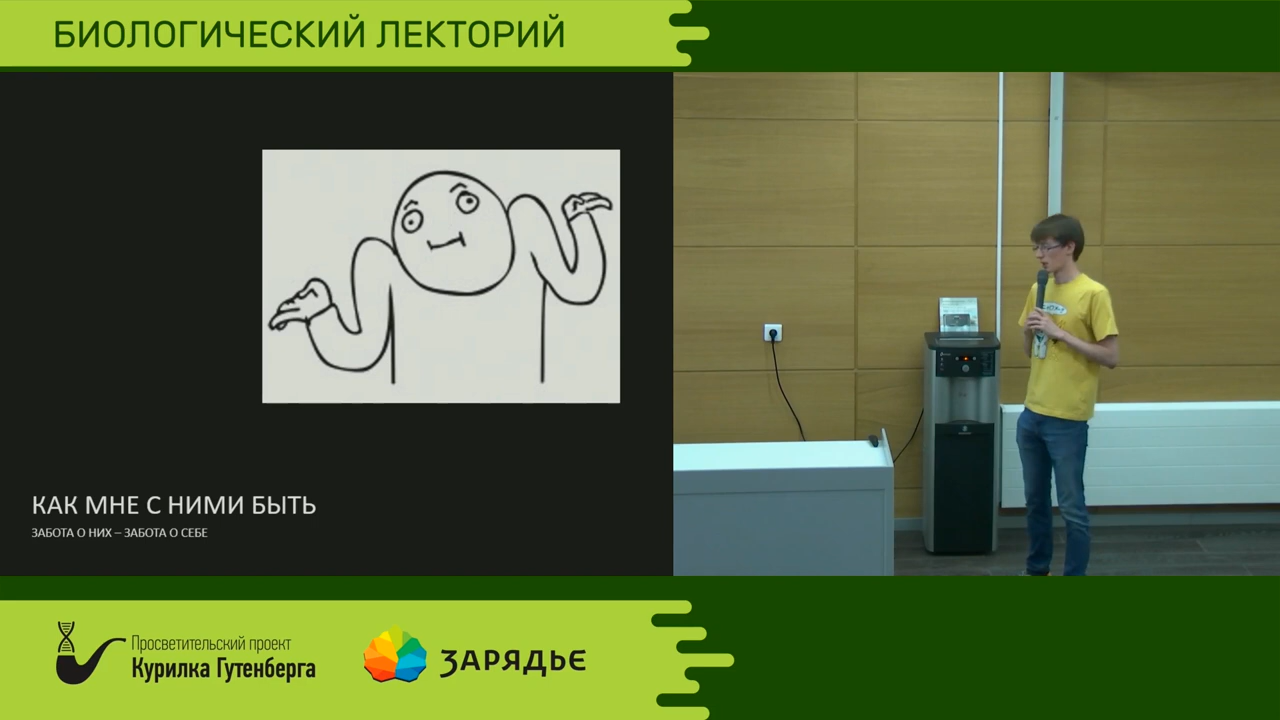 БИОЛОГИЧЕСКИЙ ЛЕКТОРИЙ
КАК МНЕ С НИМИ БЫТЬ
ЗАБОТА О НИХ – ЗАБОТА О СЕБЕ
Просветительский проект
Курилка Гутенберга
ЗАРЯДЬЕ